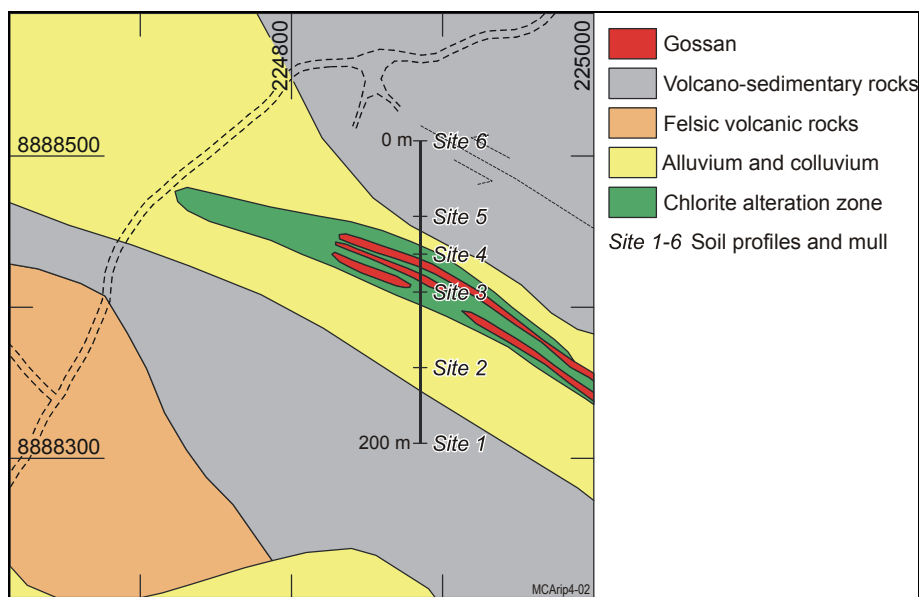 224800
225000
8888500
0 m
Site 6
Site 5
Site 4
Site 3
Site 2
8888300
200 m
Site 1
MCArip4-02
Gossan
Volcano-sedimentary rocks
Felsic volcanic rocks
Alluvium and colluvium
Chlorite alteration zone
Site 1-6 Soil profiles and mull